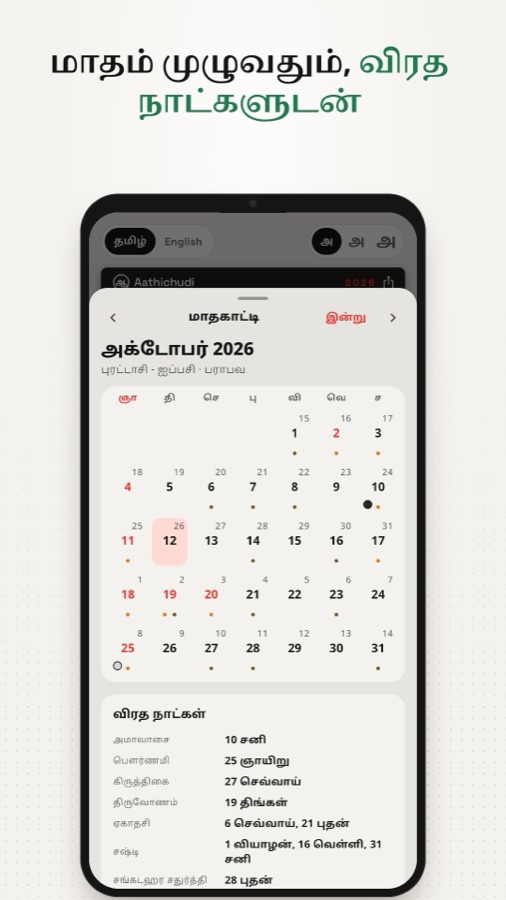 மாதம் முழுவதும், விரத
நாட்களுடன்
தமிழ் English அ அ அ
Aathichudi 2026
மாதகாட்டி இன்று
அக்டோபர் 2026
புரட்டாசி - ஐப்பசி · பராபவ
ஞா தி செ பு வி வெ ச
15 16 17
1 2 3
18 19 20 21 22 23 24
4 5 6 7 8 9 10
25 26 27 28 29 30 31
11 12 13 14 15 16 17
1 2 3 4 5 6 7
18 19 20 21 22 23 24
8 9 10 11 12 13 14
25 26 27 28 29 30 31
விரத நாட்கள்
அமாவாசை 10 சனி
பௌர்ணமி 25 ஞாயிறு
கிருத்திகை 27 செவ்வாய்
திருவோணம் 19 திங்கள்
ஏகாதசி 6 செவ்வாய், 21 புதன்
சஷ்டி 1 வியாழன், 16 வெள்ளி, 31
சனி
சங்கடஹர சதுர்த்தி 28 புதன்